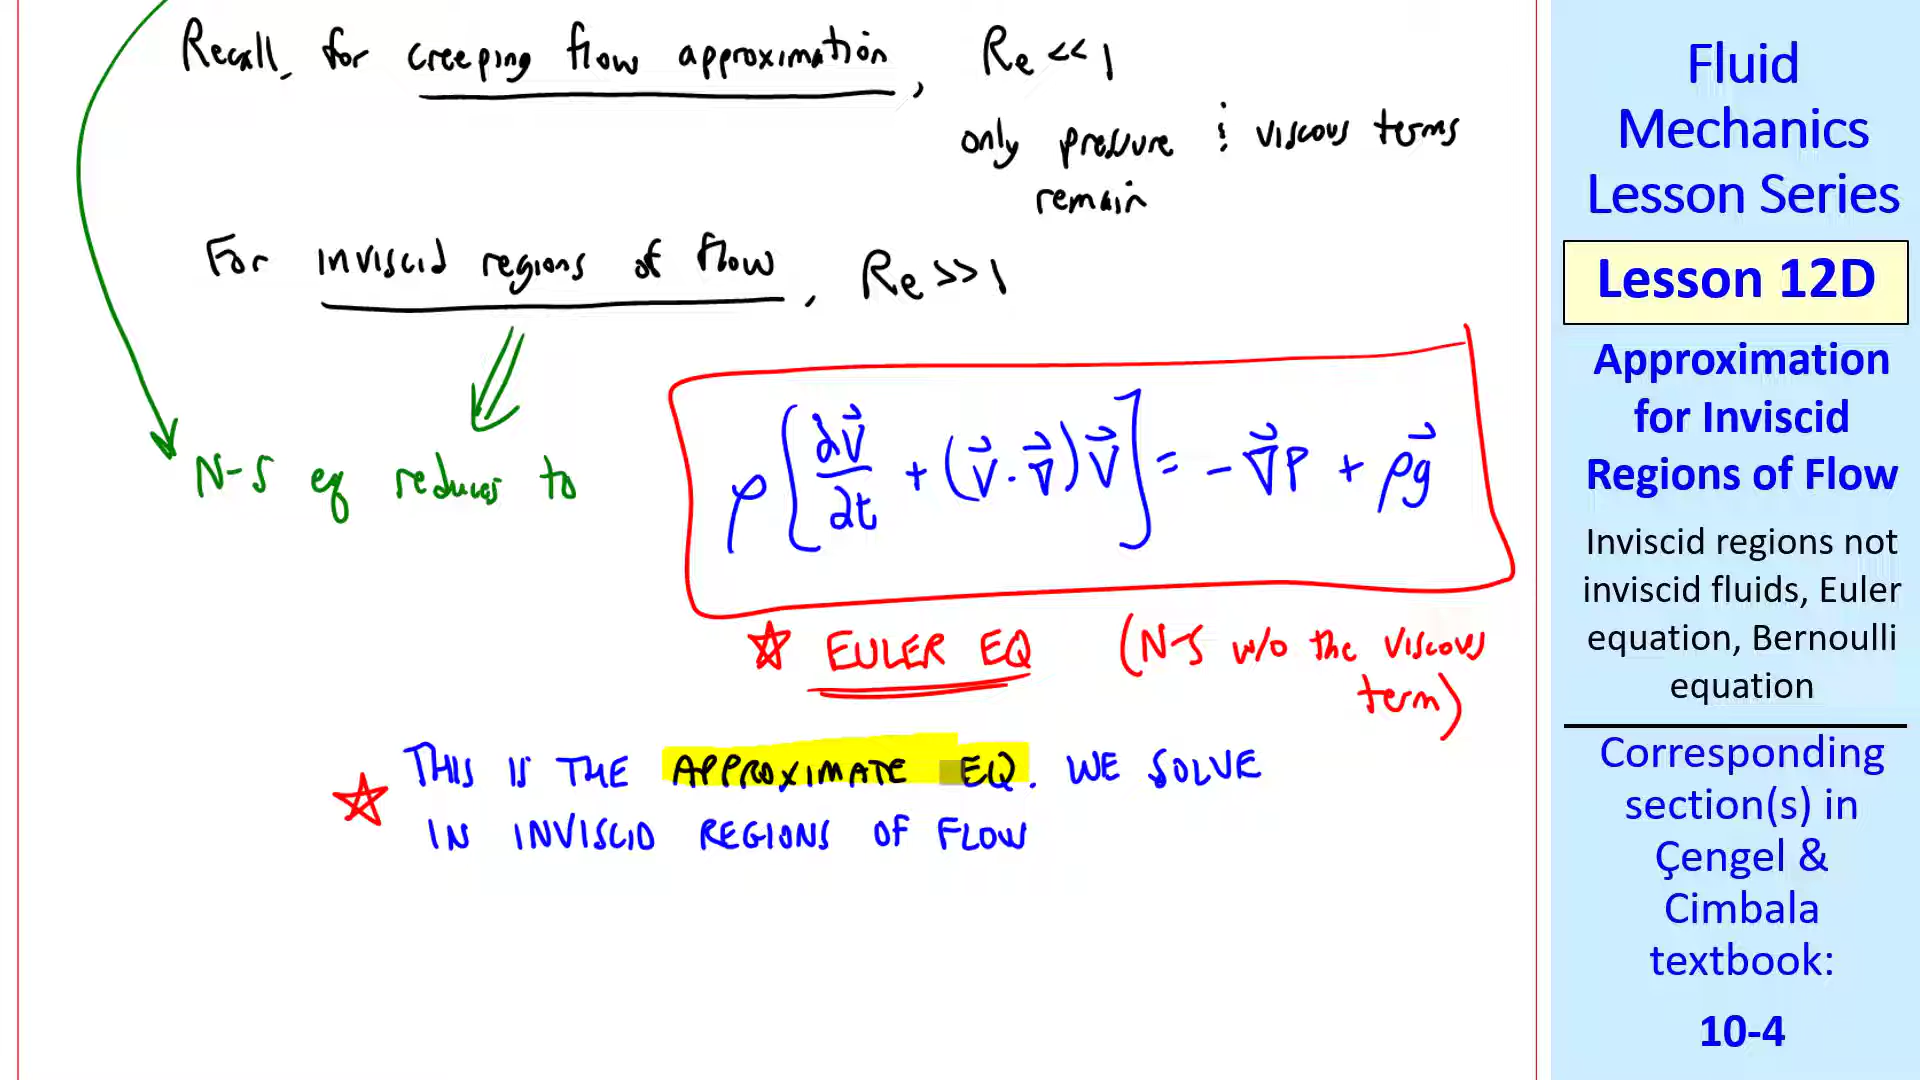 Recall, for creeping flow approximation, Re << 1
only pressure & viscous terms
remain
For inviscid regions of flow, Re >> 1
N-S eq reduces to ρ[∂V⃗/∂t + (V⃗·∇⃗)V⃗] = -∇⃗P + ρg⃗
☆ EULER EQ (N-S w/o the viscous
term)
☆ THIS IS THE APPROXIMATE EQ. WE SOLVE
IN INVISCID REGIONS OF FLOW
Fluid
Mechanics
Lesson Series
Lesson 12D
Approximation
for Inviscid
Regions of Flow
Inviscid regions not
inviscid fluids, Euler
equation, Bernoulli
equation
Corresponding
section(s) in
Çengel &
Cimbala
textbook:
10-4